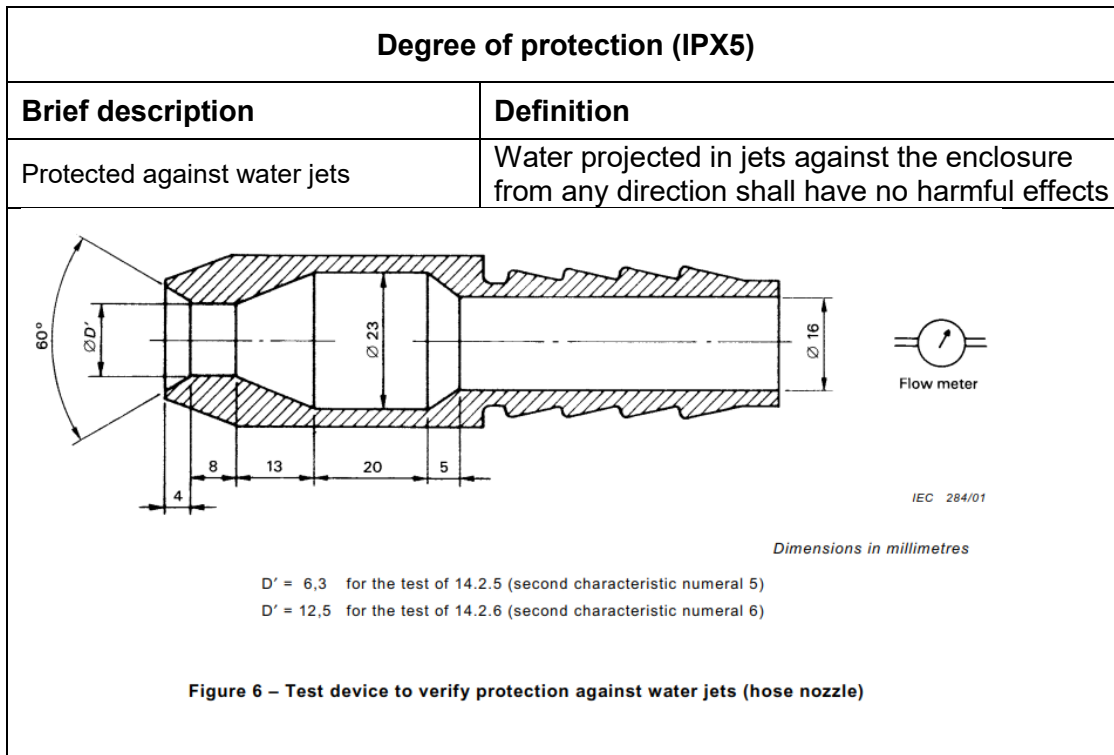 Degree of protection (IPX5)
Brief description
Definition
Protected against water jets
Water projected in jets against the enclosure
from any direction shall have no harmful effects
60°
ØD'
Ø 23
Ø 16
Flow meter
8
13
20
5
4
IEC 284/01
Dimensions in millimetres
D' = 6,3 for the test of 14.2.5 (second characteristic numeral 5)
D' = 12,5 for the test of 14.2.6 (second characteristic numeral 6)
Figure 6 – Test device to verify protection against water jets (hose nozzle)